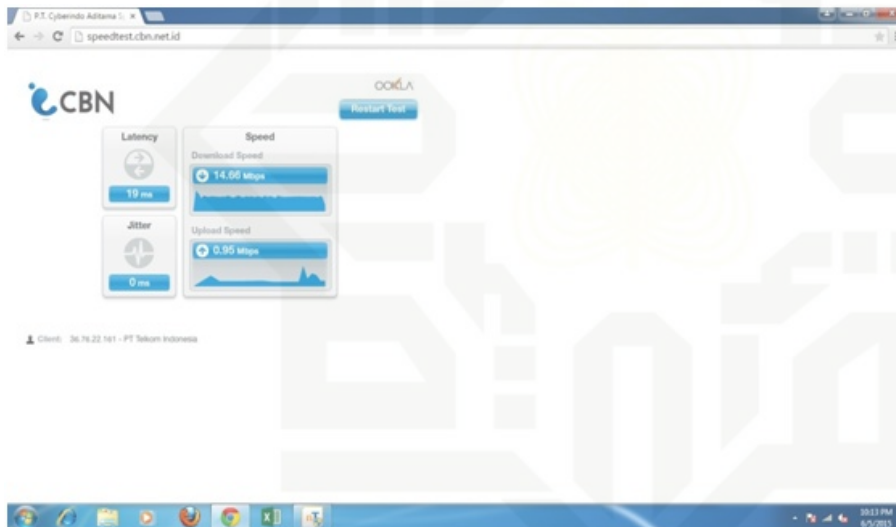 P.T. Cyberindo Aditama S
speedtest.cbn.net.id
CBN
OOKLA
Restart Test
Latency
19 ms
Jitter
0 ms
Speed
Download Speed
14.66 Mbps
Upload Speed
0.95 Mbps
Client: 36.76.22.161 - PT Telkom Indonesia
10:13 PM